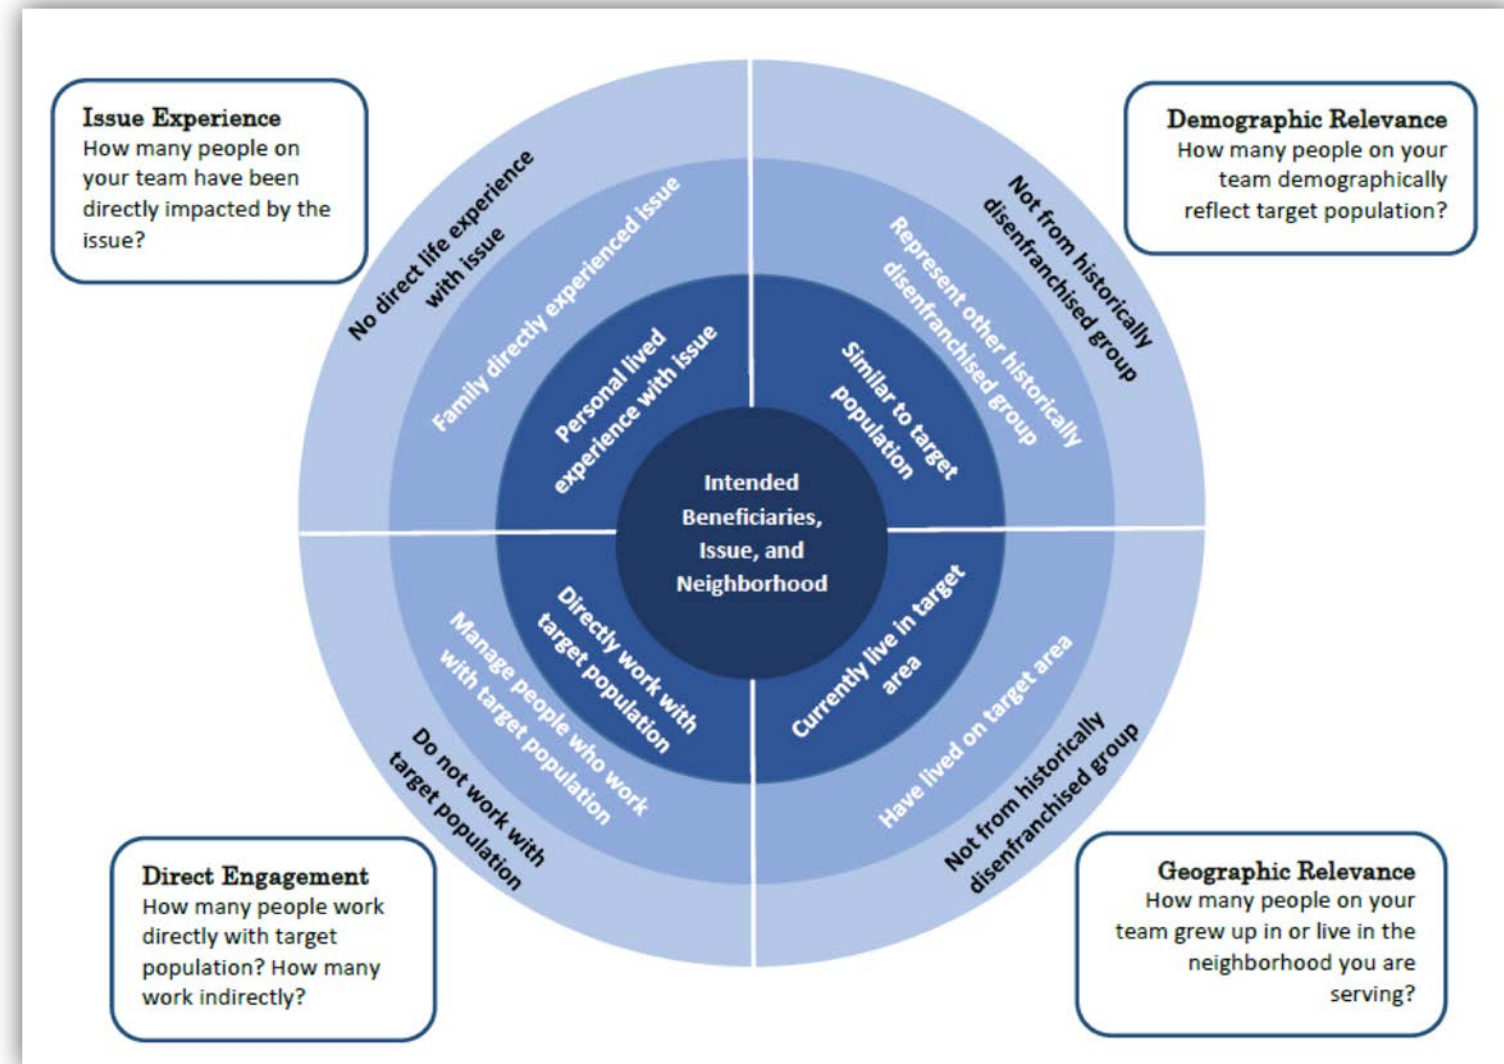 Issue Experience
How many people on
your team have been
directly impacted by the
issue?
Demographic Relevance
How many people on your
team demographically
reflect target population?
No direct life experience
with issue
Family directly experienced issue
Personal lived
experience with issue
Not from historically
disenfranchised group
Represent other historically
disenfranchised group
Similar to target
population
Intended
Beneficiaries,
Issue, and
Neighborhood
Directly work with
target population
Manage people who work
with target population
Do not work with
target population
Currently live in target
area
Have lived on target area
Not from historically
disenfranchised group
Direct Engagement
How many people work
directly with target
population? How many
work indirectly?
Geographic Relevance
How many people on your
team grew up in or live in the
neighborhood you are
serving?